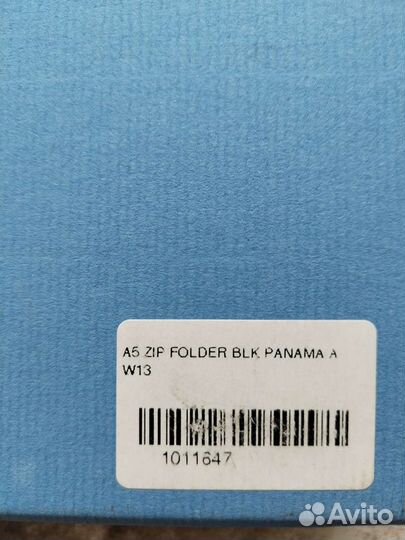 A5 ZIP FOLDER BLK PANAMA A
W13
1011647
Avito